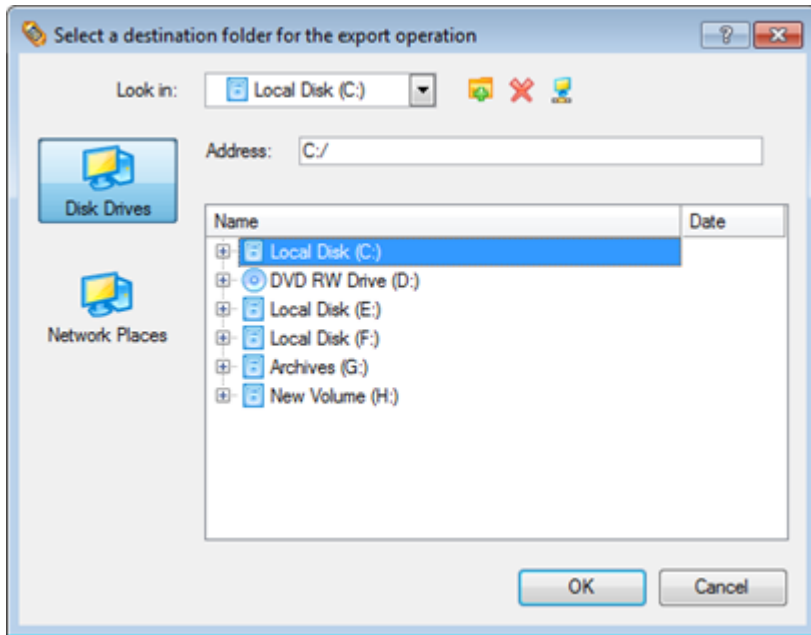 Select a destination folder for the export operation
Look in: Local Disk (C:)
Address: C:/
Disk Drives
Network Places
Name Date
Local Disk (C:)
DVD RW Drive (D:)
Local Disk (E:)
Local Disk (F:)
Archives (G:)
New Volume (H:)
OK Cancel